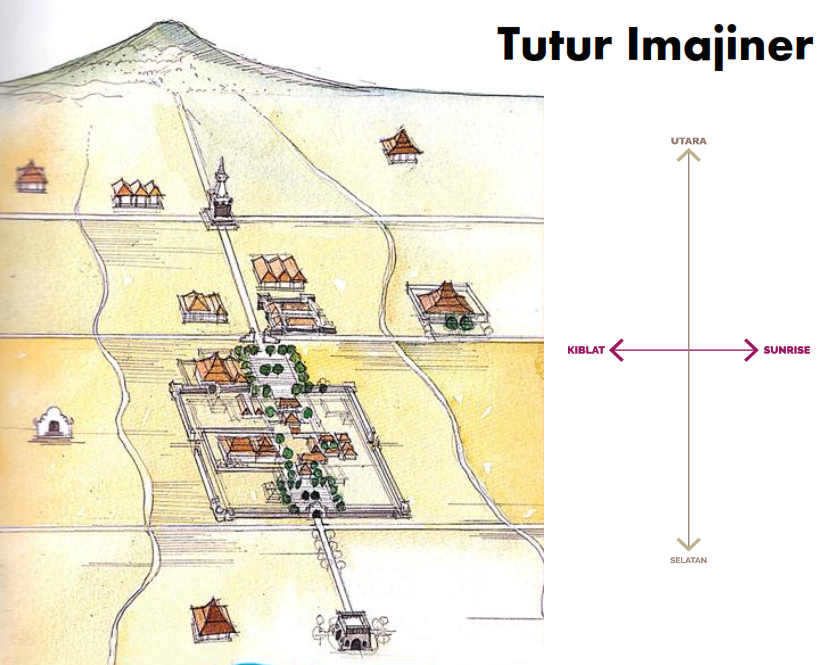 Tutur Imajiner
UTARA
KIBLAT
SUNRISE
SELATAN